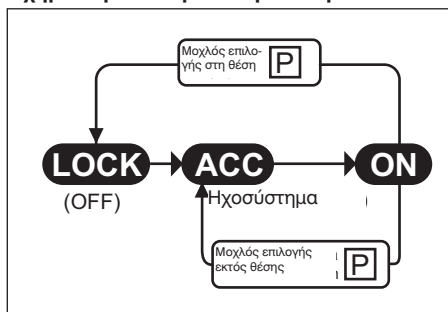 Μοχλός επιλο-
γής στη θέση
P
LOCK ACC ON
(OFF) Ηχοσύστημα )
Μοχλός επιλογής
εκτός θέσης
P